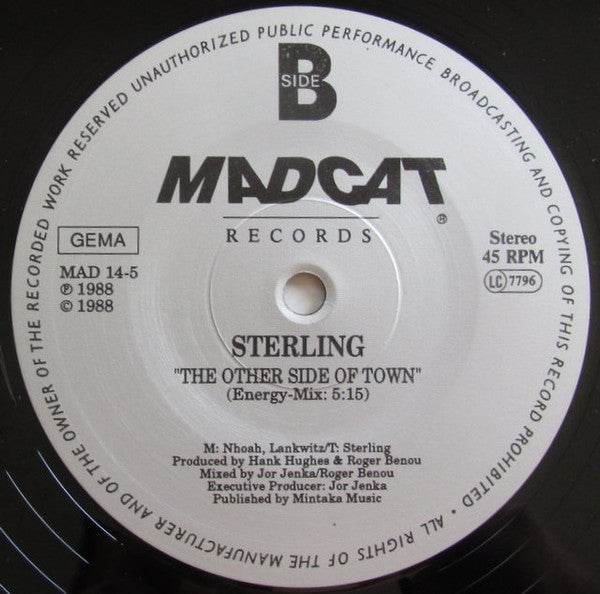 ALL RIGHTS OF THE MANUFACTURER AND OF THE OWNER OF THE RECORDED WORK RESERVED UNAUTHORIZED PUBLIC PERFORMANCE BROADCASTING AND COPYING OF THIS RECORD PROHIBITED •
B
SIDE
MADCAT
®
RECORDS
GEMA
MAD 14-5
℗ 1988
© 1988
Stereo
45 RPM
LC 7796
STERLING
"THE OTHER SIDE OF TOWN"
(Energy-Mix: 5:15)
M: Nhoah, Lankwitz/T: Sterling
Produced by Hank Hughes & Roger Benou
Mixed by Jor Jenka/Roger Benou
Executive Producer: Jor Jenka
Published by Mintaka Music